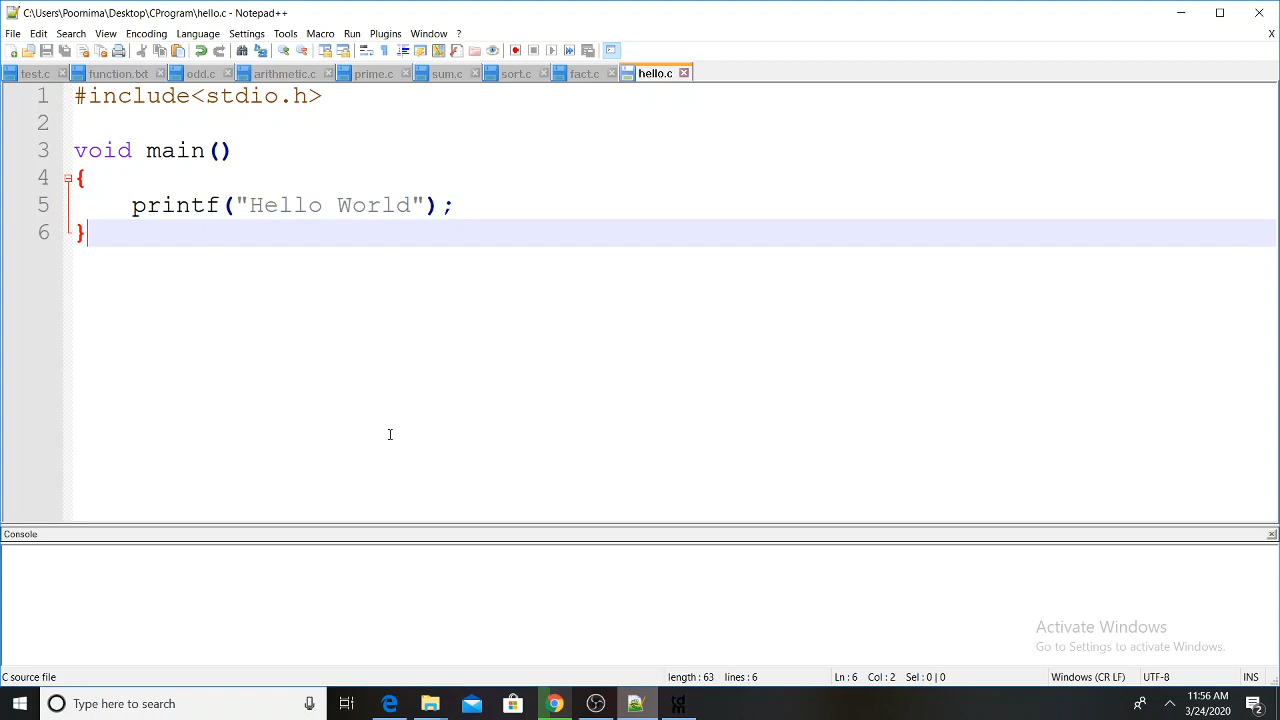 C:\Users\Poornima\Desktop\CProgram\hello.c - Notepad++
File Edit Search View Encoding Language Settings Tools Macro Run Plugins Window ? X
test.c function.txt odd.c arithmetic.c prime.c sum.c sort.c fact.c hello.c
1 #include<stdio.h>
2
3 void main()
4 {
5 printf("Hello World");
6 }
Console
Activate Windows
Go to Settings to activate Windows.
C source file length : 63 lines : 6 Ln : 6 Col : 2 Sel : 0 | 0 Windows (CR LF) UTF-8 INS
Type here to search tdm 11:56 AM
3/24/2020 2